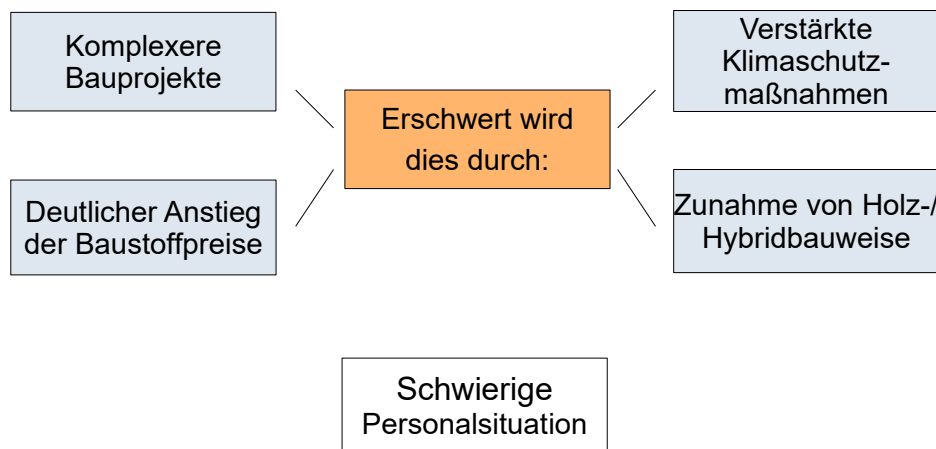 Komplexere
Bauprojekte
Verstärkte
Klimaschutz-
maßnahmen
Erschwert wird
dies durch:
Deutlicher Anstieg
der Baustoffpreise
Zunahme von Holz-/
Hybridbauweise
Schwierige
Personalsituation